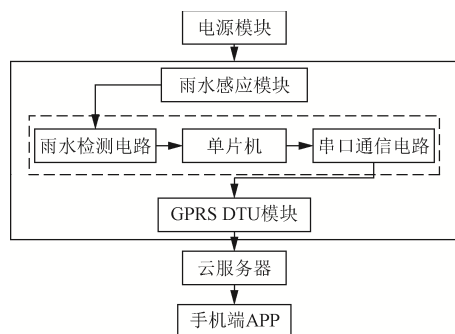 电源模块
雨水感应模块
雨水检测电路
单片机
串口通信电路
GPRS DTU模块
云服务器
手机端APP